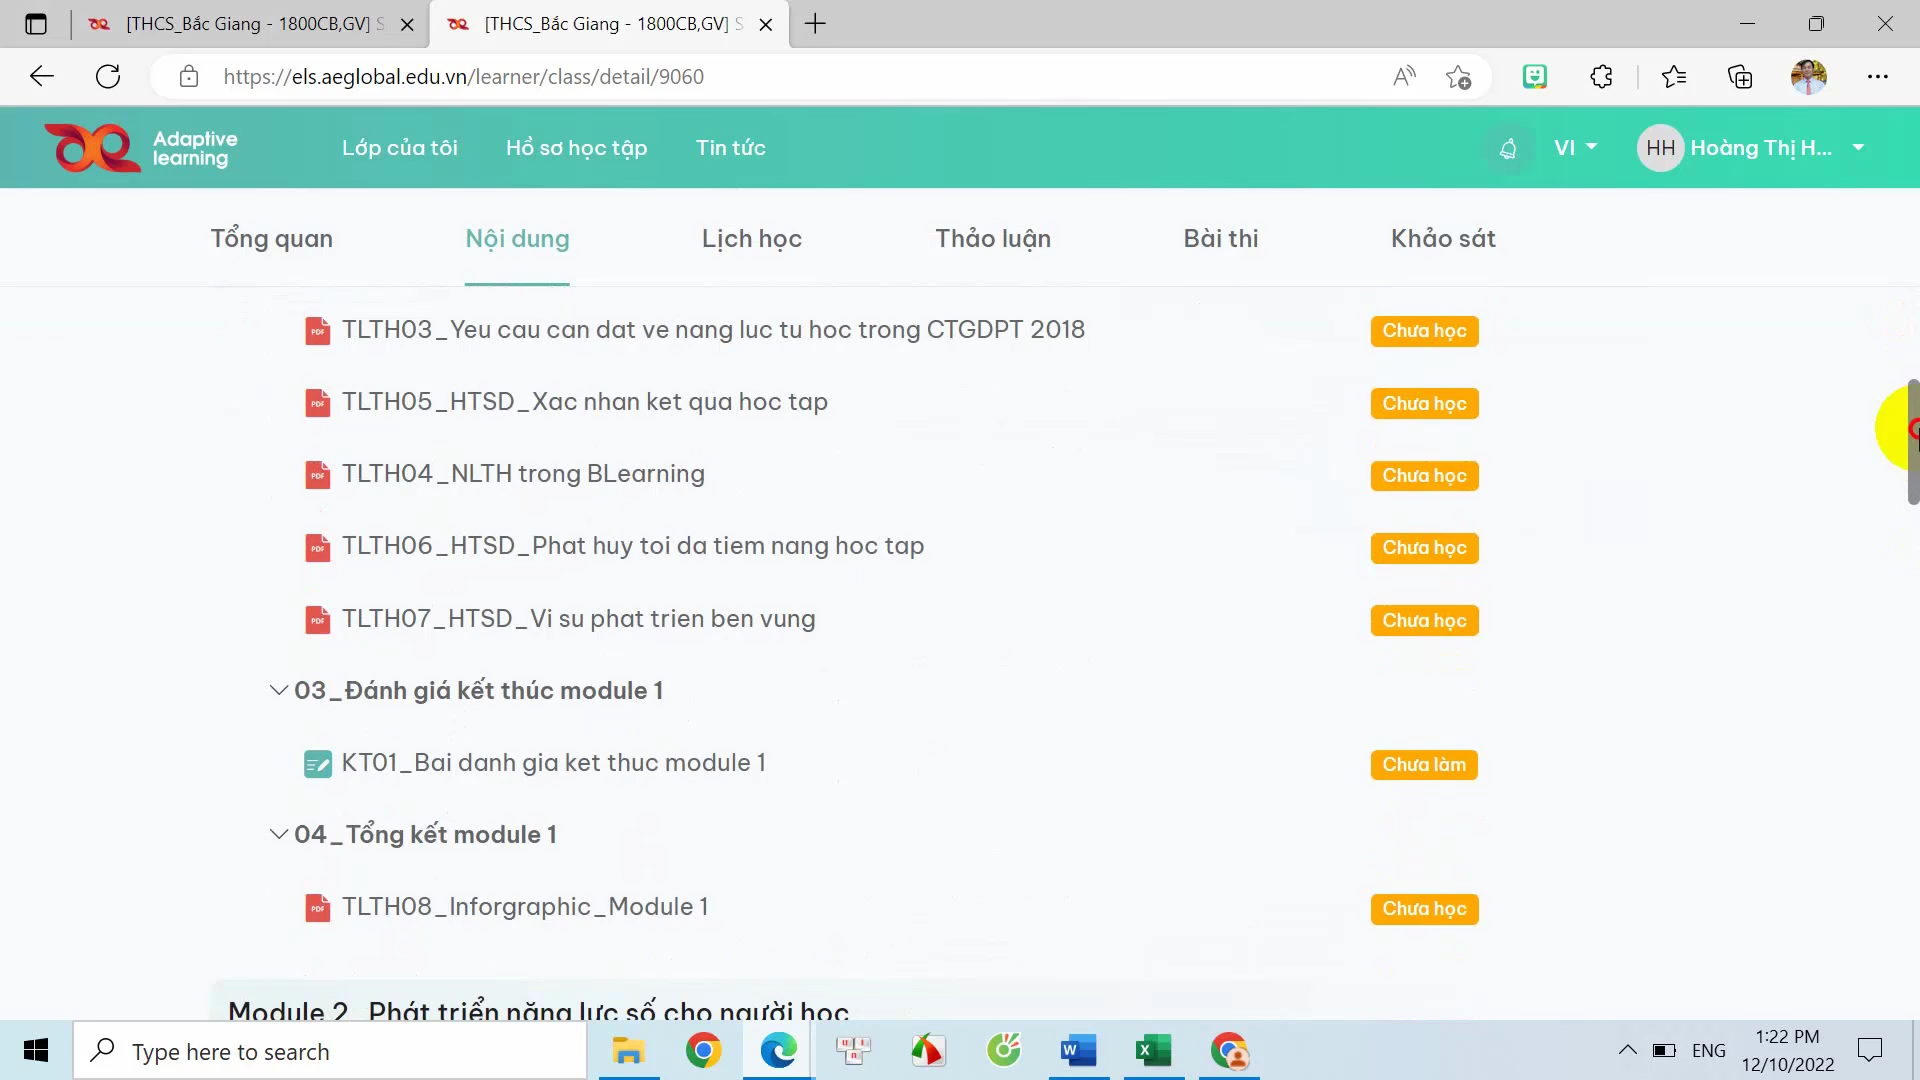 [THCS_Bắc Giang - 1800CB,GV] S
[THCS_Bắc Giang - 1800CB,GV] S
https://els.aeglobal.edu.vn/learner/class/detail/9060
Adaptive
learning
Lớp của tôi
Hồ sơ học tập
Tin tức
VI
HH
Hoàng Thị H...
Tổng quan
Nội dung
Lịch học
Thảo luận
Bài thi
Khảo sát
TLTH03_Yeu cau can dat ve nang luc tu hoc trong CTGDPT 2018
Chưa học
TLTH05_HTSD_Xac nhan ket qua hoc tap
Chưa học
TLTH04_NLTH trong BLearning
Chưa học
TLTH06_HTSD_Phat huy toi da tiem nang hoc tap
Chưa học
TLTH07_HTSD_Vi su phat trien ben vung
Chưa học
03_Đánh giá kết thúc module 1
KT01_Bai danh gia ket thuc module 1
Chưa làm
04_Tổng kết module 1
TLTH08_Inforgraphic_Module 1
Chưa học
Module 2_Phát triển năng lực số cho người học
Type here to search
ENG
1:22 PM
12/10/2022